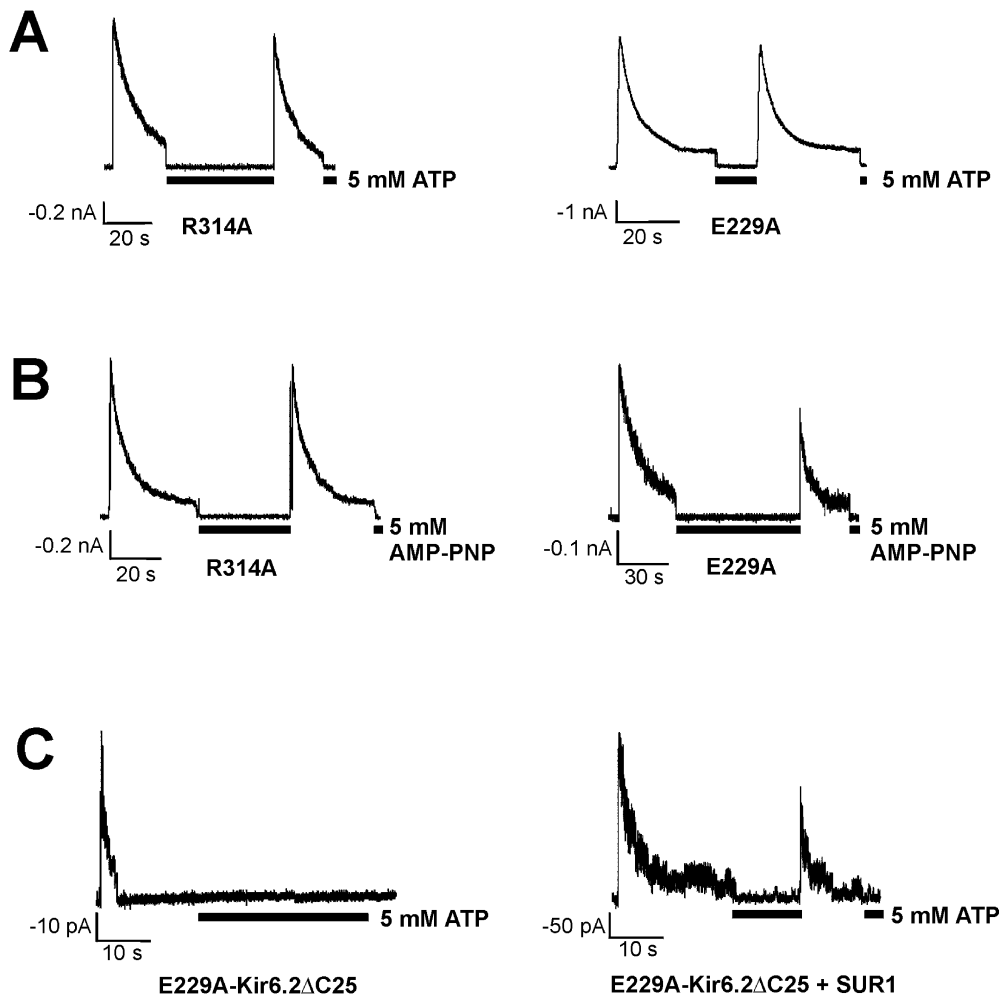 A
5 mM ATP
-0.2 nA
20 s
R314A
5 mM ATP
-1 nA
20 s
E229A
B
5 mM
AMP-PNP
-0.2 nA
20 s
R314A
5 mM
AMP-PNP
-0.1 nA
30 s
E229A
C
5 mM ATP
-10 pA
10 s
E229A-Kir6.2ΔC25
5 mM ATP
-50 pA
10 s
E229A-Kir6.2ΔC25 + SUR1